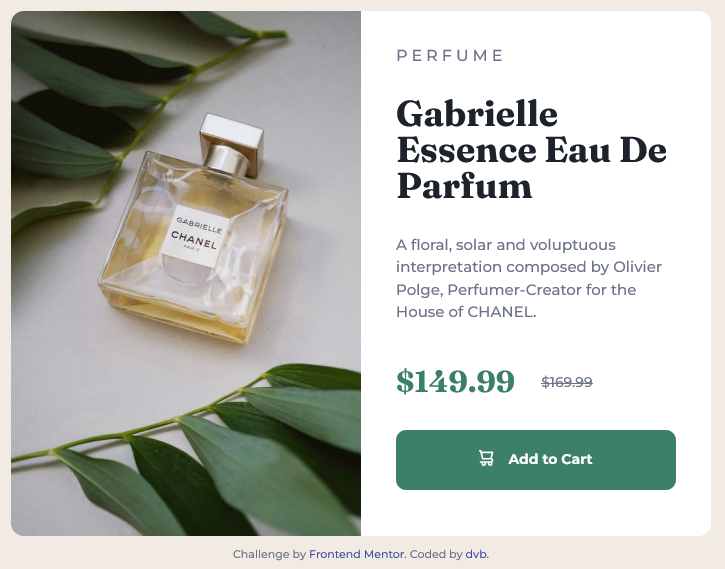 GABRIELLE
CHANEL
PARIS
PERFUME
Gabrielle
Essence Eau De
Parfum
A floral, solar and voluptuous
interpretation composed by Olivier
Polge, Perfumer-Creator for the
House of CHANEL.
$149.99 $169.99
Add to Cart
Challenge by Frontend Mentor. Coded by dvb.